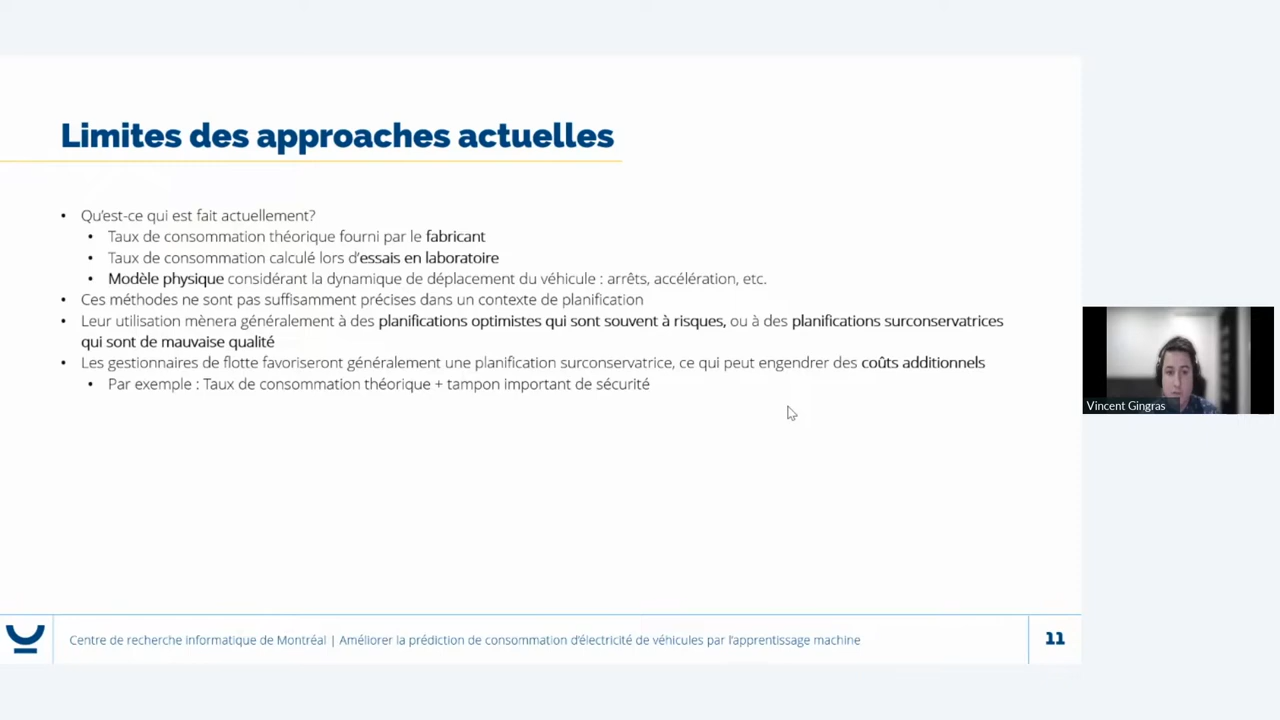 Limites des approaches actuelles
• Qu'est-ce qui est fait actuellement?
• Taux de consommation théorique fourni par le fabricant
• Taux de consommation calculé lors d'essais en laboratoire
• Modèle physique considérant la dynamique de déplacement du véhicule : arrêts, accélération, etc.
• Ces méthodes ne sont pas suffisamment précises dans un contexte de planification
• Leur utilisation mènera généralement à des planifications optimistes qui sont souvent à risques, ou à des planifications surconservatrices
qui sont de mauvaise qualité
• Les gestionnaires de flotte favoriseront généralement une planification surconservatrice, ce qui peut engendrer des coûts additionnels
• Par exemple : Taux de consommation théorique + tampon important de sécurité
Vincent Gingras
Centre de recherche informatique de Montréal | Améliorer la prédiction de consommation d'électricité de véhicules par l'apprentissage machine
11